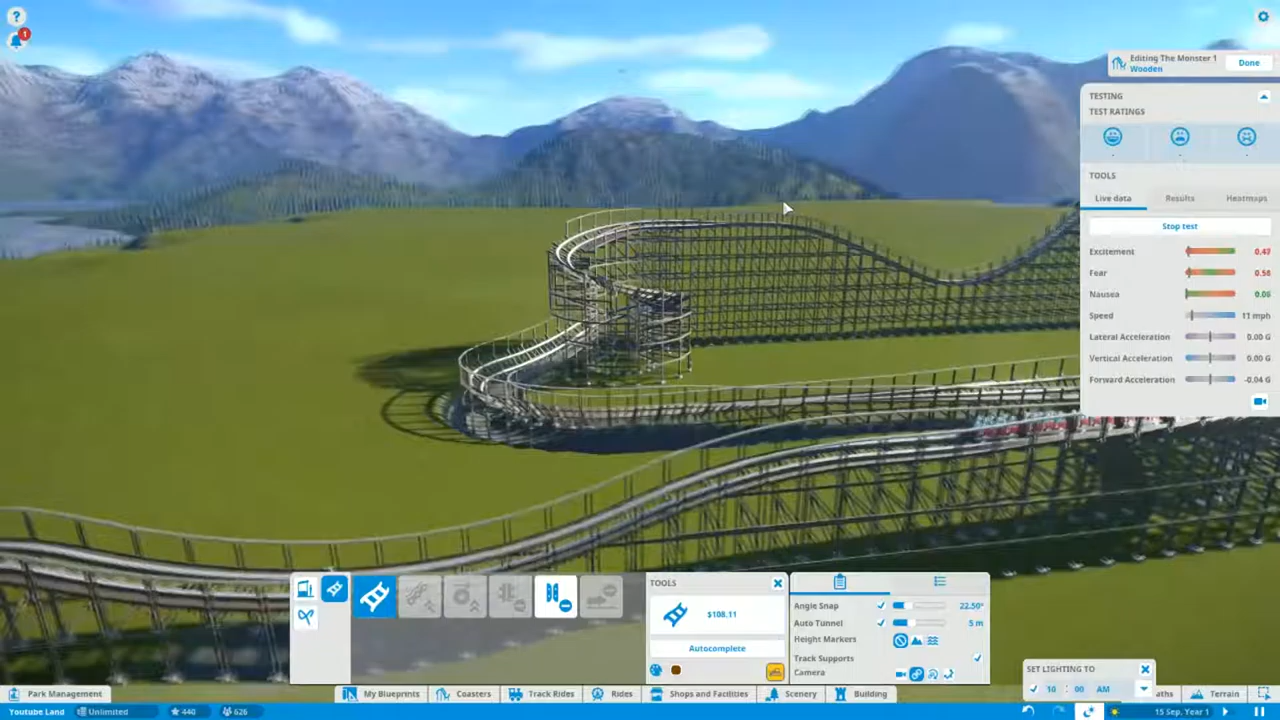 ?
1
Editing The Monster 1
Wooden
Done
TESTING
TEST RATINGS
- - -
TOOLS
Live data Results Heatmaps
Stop test
Excitement 0.47
Fear 0.56
Nausea 0.06
Speed 11 mph
Lateral Acceleration 0.00 G
Vertical Acceleration 0.00 G
Forward Acceleration -0.04 G
TOOLS
$108.11
Autocomplete
Angle Snap 22.50°
Auto Tunnel 5 m
Height Markers
Track Supports
Camera
SET LIGHTING TO
10 : 00 AM
Park Management My Blueprints Coasters Track Rides Rides Shops and Facilities Scenery Building aths Terrain
Youtube Land Unlimited 440 626 15 Sep, Year 1